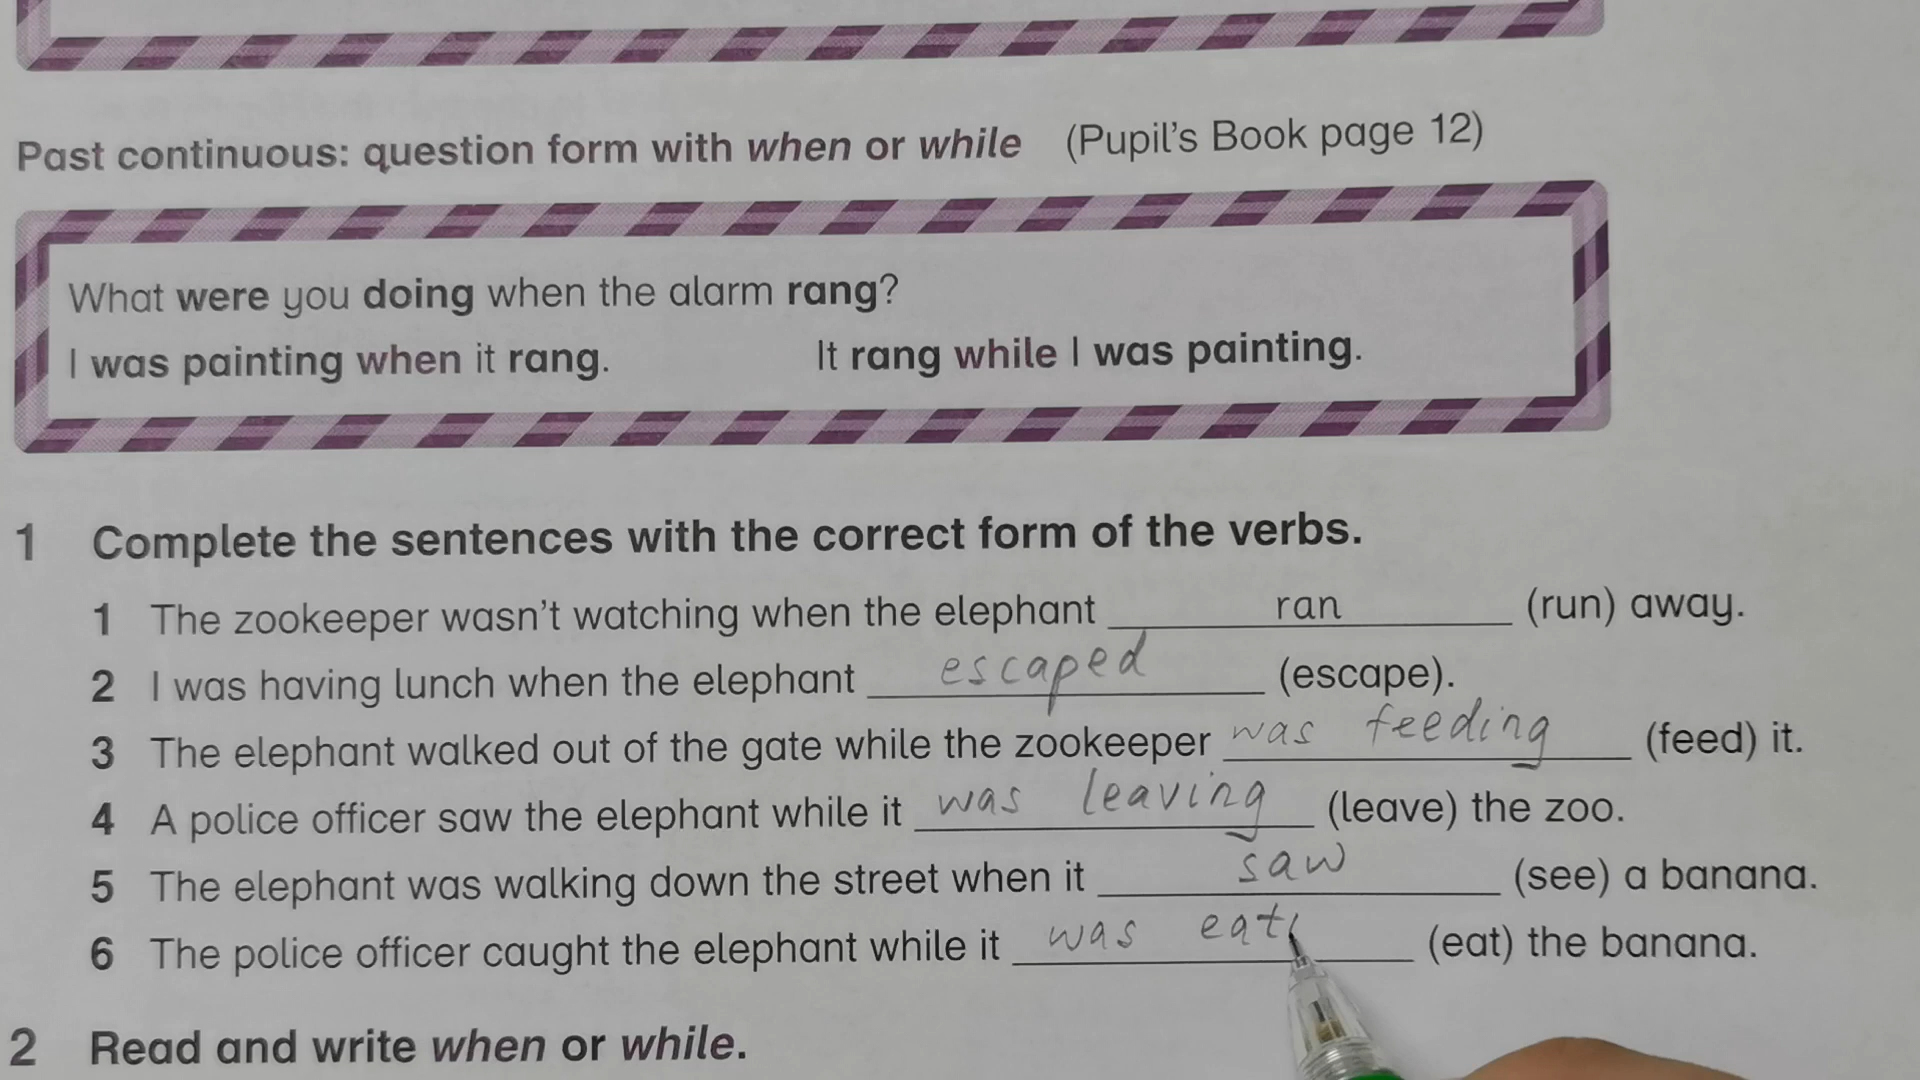 Past continuous: question form with when or while (Pupil's Book page 12)
What were you doing when the alarm rang?
I was painting when it rang. It rang while I was painting.
1 Complete the sentences with the correct form of the verbs.
1 The zookeeper wasn't watching when the elephant ran (run) away.
2 I was having lunch when the elephant escaped (escape).
3 The elephant walked out of the gate while the zookeeper was feeding (feed) it.
4 A police officer saw the elephant while it was leaving (leave) the zoo.
5 The elephant was walking down the street when it saw (see) a banana.
6 The police officer caught the elephant while it was eati (eat) the banana.
2 Read and write when or while.